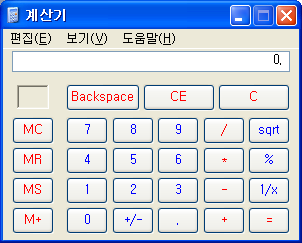 계산기
편집(E) 보기(V) 도움말(H)
0.
Backspace CE C
MC 7 8 9 / sqrt
MR 4 5 6 * %
MS 1 2 3 - 1/x
M+ 0 +/- . + =